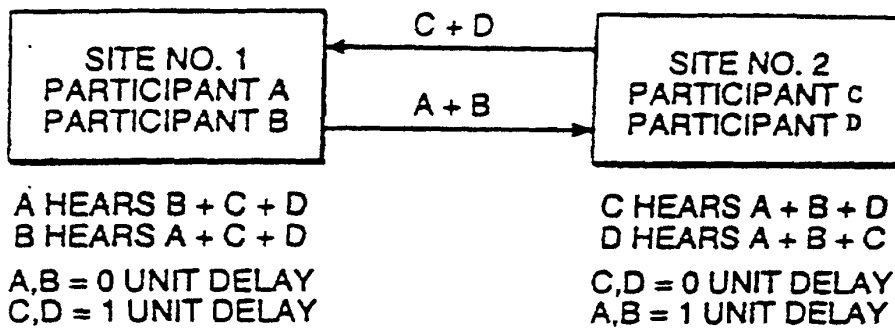 C + D
SITE NO. 1
PARTICIPANT A
PARTICIPANT B
A + B
SITE NO. 2
PARTICIPANT C
PARTICIPANT D
A HEARS B + C + D
B HEARS A + C + D
A,B = 0 UNIT DELAY
C,D = 1 UNIT DELAY
C HEARS A + B + D
D HEARS A + B + C
C,D = 0 UNIT DELAY
A,B = 1 UNIT DELAY